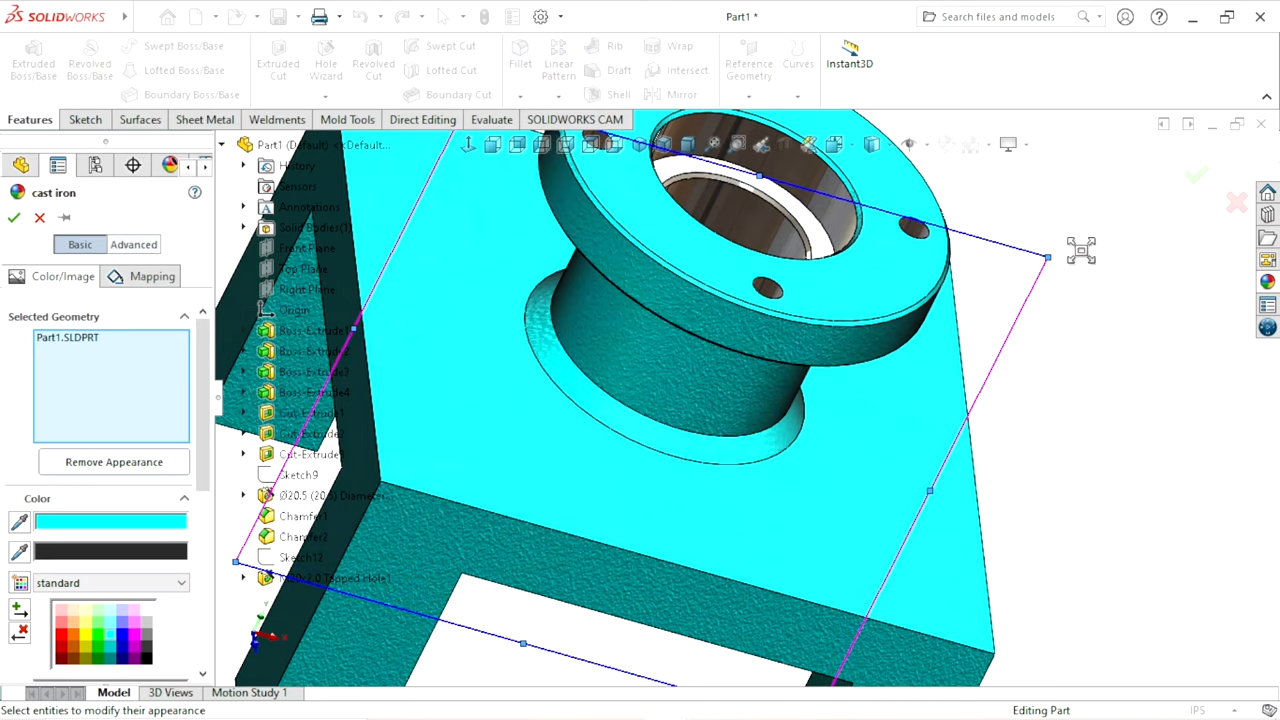 SOLIDWORKS
Part1 *
Search files and models
Extruded Boss/Base
Revolved Boss/Base
Swept Boss/Base
Lofted Boss/Base
Boundary Boss/Base
Extruded Cut
Hole Wizard
Revolved Cut
Swept Cut
Lofted Cut
Boundary Cut
Fillet
Linear Pattern
Rib
Draft
Shell
Wrap
Intersect
Mirror
Reference Geometry
Curves
Instant3D
Features
Sketch
Surfaces
Sheet Metal
Weldments
Mold Tools
Direct Editing
Evaluate
SOLIDWORKS CAM
Part1 (Default) <<Default...
History
Sensors
Annotations
Solid Bodies(1)
Front Plane
Top Plane
Right Plane
Origin
Boss-Extrude1
Boss-Extrude2
Boss-Extrude3
Boss-Extrude4
Cut-Extrude1
Cut-Extrude2
Cut-Extrude3
Sketch9
Ø20.5 (20.5) Diameter...
Chamfer1
Chamfer2
Sketch12
Tapped Hole1
cast iron
Basic
Advanced
Color/Image
Mapping
Selected Geometry
Part1.SLDPRT
Remove Appearance
Color
standard
Model
3D Views
Motion Study 1
Select entities to modify their appearance
Editing Part
IPS